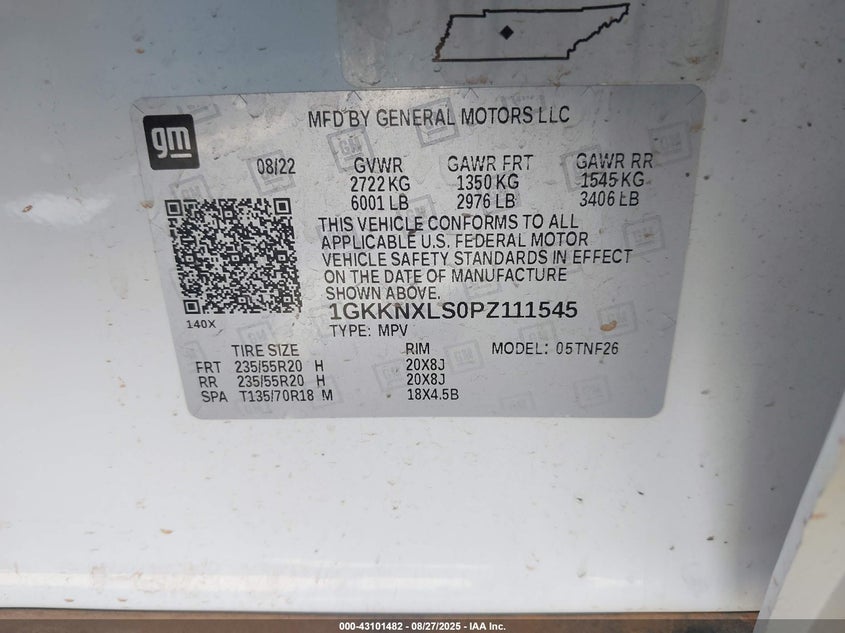 gm
MFD BY GENERAL MOTORS LLC
08/22 GVWR GAWR FRT GAWR RR
2722 KG 1350 KG 1545 KG
6001 LB 2976 LB 3406 LB
THIS VEHICLE CONFORMS TO ALL
APPLICABLE U.S. FEDERAL MOTOR
VEHICLE SAFETY STANDARDS IN EFFECT
ON THE DATE OF MANUFACTURE
SHOWN ABOVE.
140X
1GKKNXLS0PZ111545
TYPE: MPV
TIRE SIZE RIM MODEL: 05TNF26
FRT 235/55R20 H 20X8J
RR 235/55R20 H 20X8J
SPA T135/70R18 M 18X4.5B
000-43101482 - 08/27/2025 - IAA Inc.